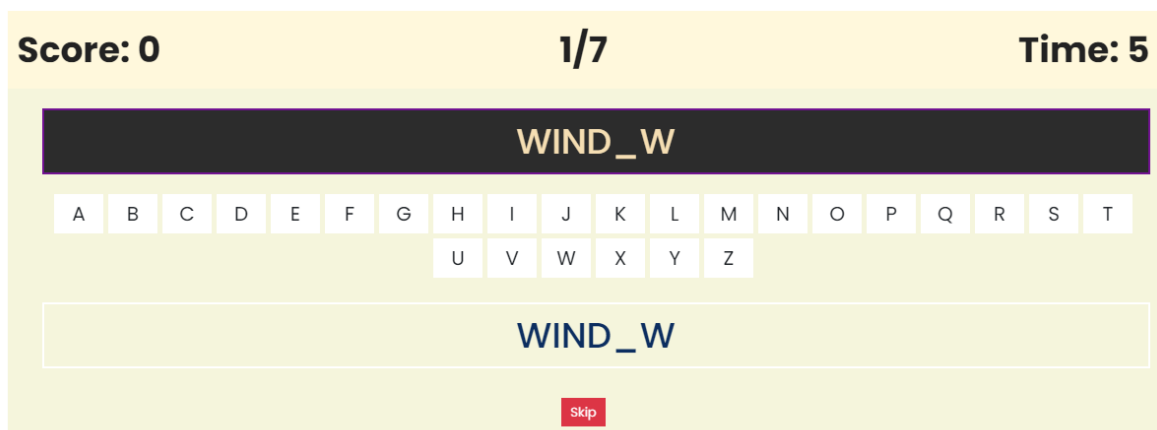 Score: 0 1/7 Time: 5
WIND_W
A B C D E F G H I J K L M N O P Q R S T
U V W X Y Z
WIND_W
Skip